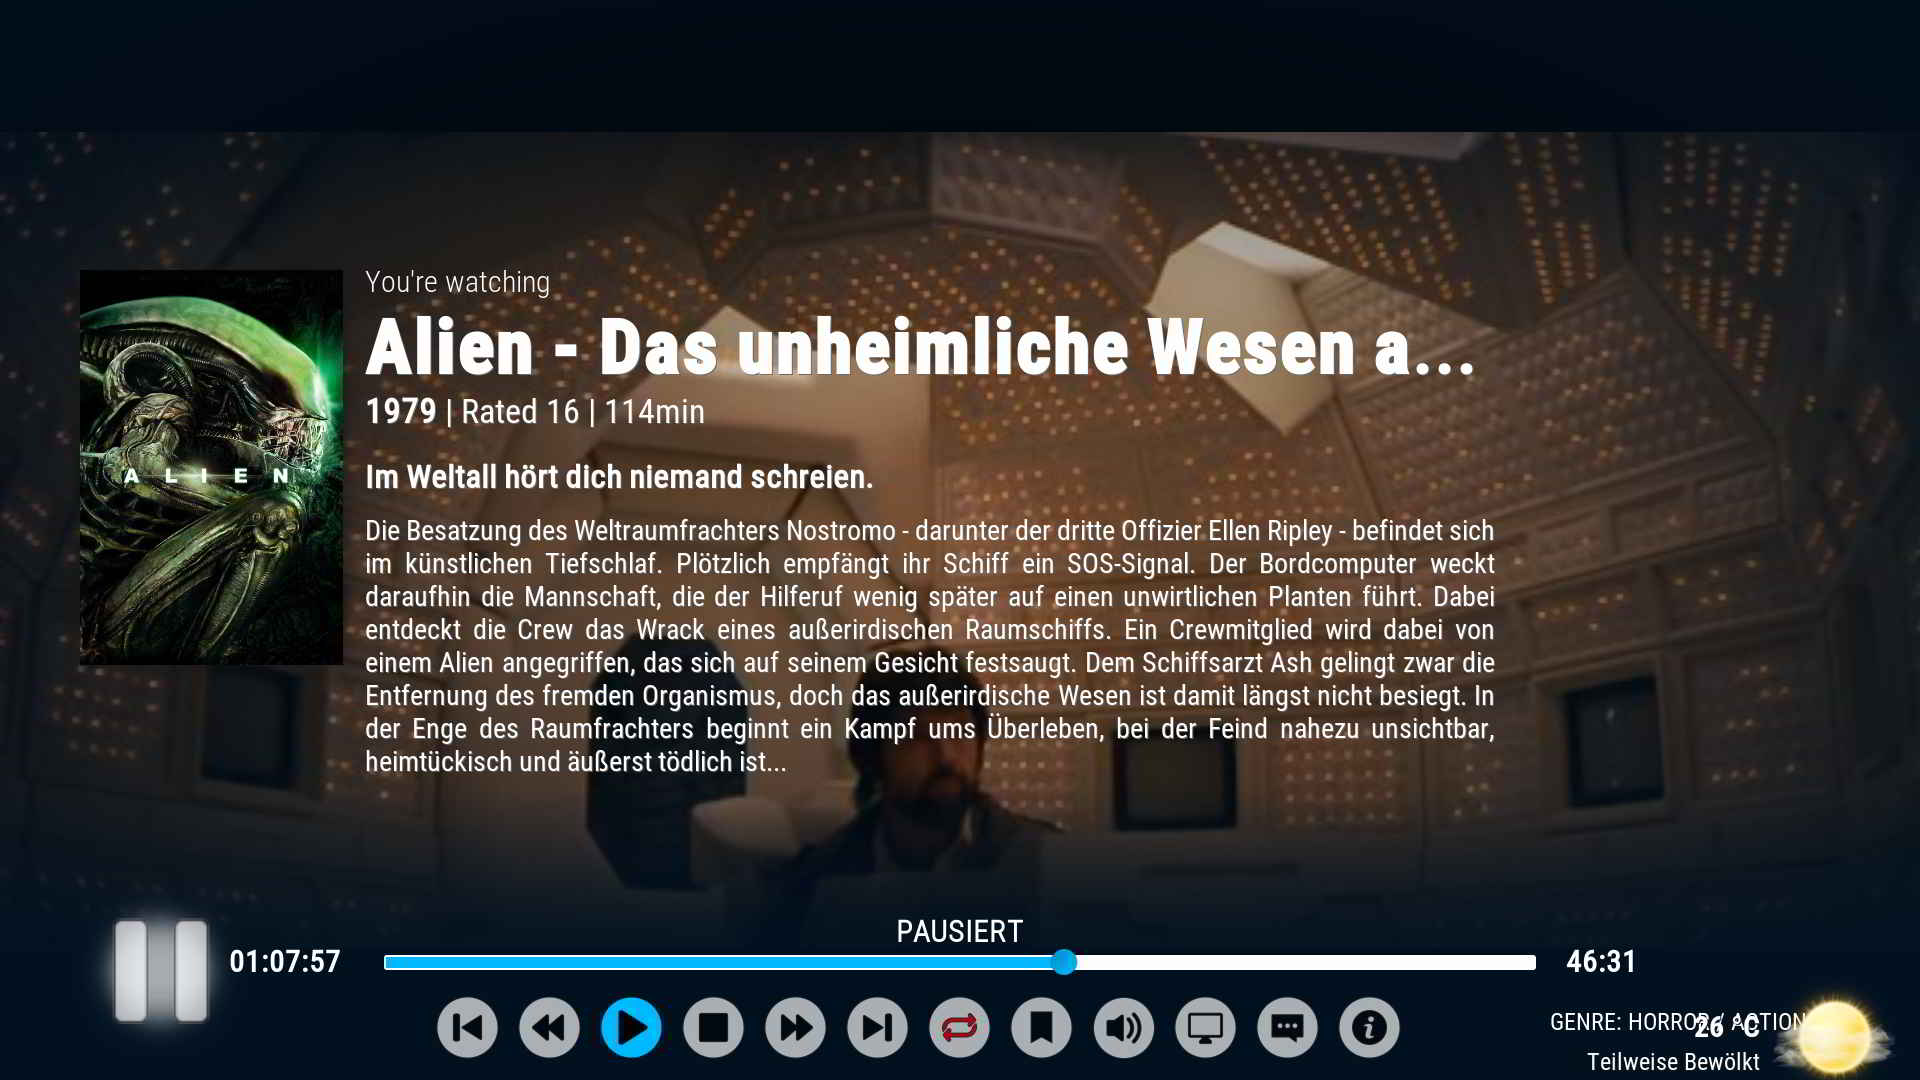 You're watching
Alien - Das unheimliche Wesen a...
1979 | Rated 16 | 114min
ALIEN
Im Weltall hört dich niemand schreien.
Die Besatzung des Weltraumfrachters Nostromo - darunter der dritte Offizier Ellen Ripley - befindet sich
im künstlichen Tiefschlaf. Plötzlich empfängt ihr Schiff ein SOS-Signal. Der Bordcomputer weckt
daraufhin die Mannschaft, die der Hilferuf wenig später auf einen unwirtlichen Planten führt. Dabei
entdeckt die Crew das Wrack eines außerirdischen Raumschiffs. Ein Crewmitglied wird dabei von
einem Alien angegriffen, das sich auf seinem Gesicht festsaugt. Dem Schiffsarzt Ash gelingt zwar die
Entfernung des fremden Organismus, doch das außerirdische Wesen ist damit längst nicht besiegt. In
der Enge des Raumfrachters beginnt ein Kampf ums Überleben, bei der Feind nahezu unsichtbar,
heimtückisch und äußerst tödlich ist...
PAUSIERT
01:07:57
46:31
GENRE: HORROR / ACTION
26 °C
Teilweise Bewölkt